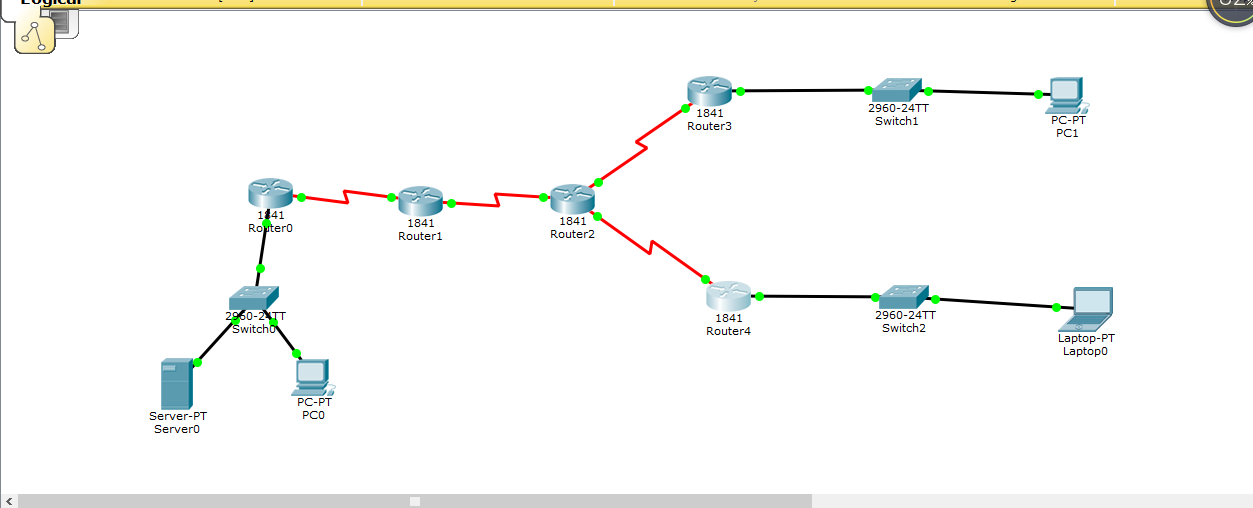 Logical
1841
Router3
2960-24TT
Switch1
PC-PT
PC1
1841
Router0
1841
Router1
1841
Router2
2960-24TT
Switch0
1841
Router4
2960-24TT
Switch2
Laptop-PT
Laptop0
Server-PT
Server0
PC-PT
PC0